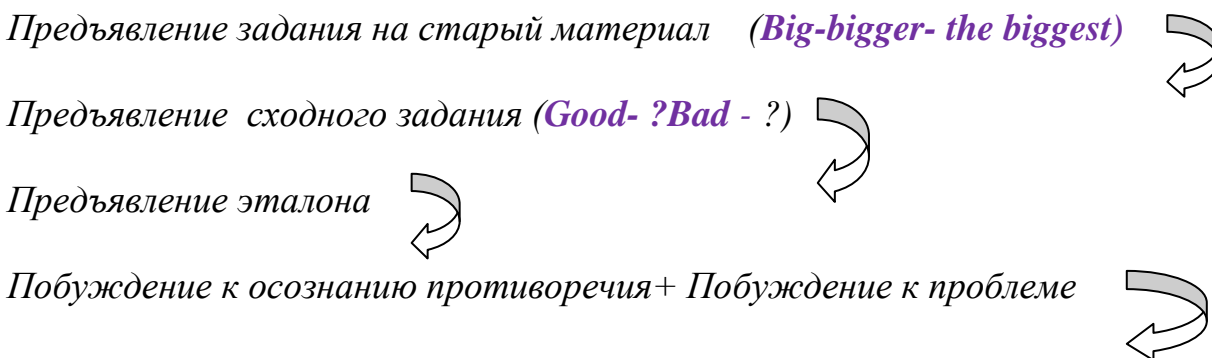 Предъявление задания на старый материал (Big-bigger- the biggest)
Предъявление сходного задания (Good- ?Bad - ?)
Предъявление эталона
Побуждение к осознанию противоречия+ Побуждение к проблеме